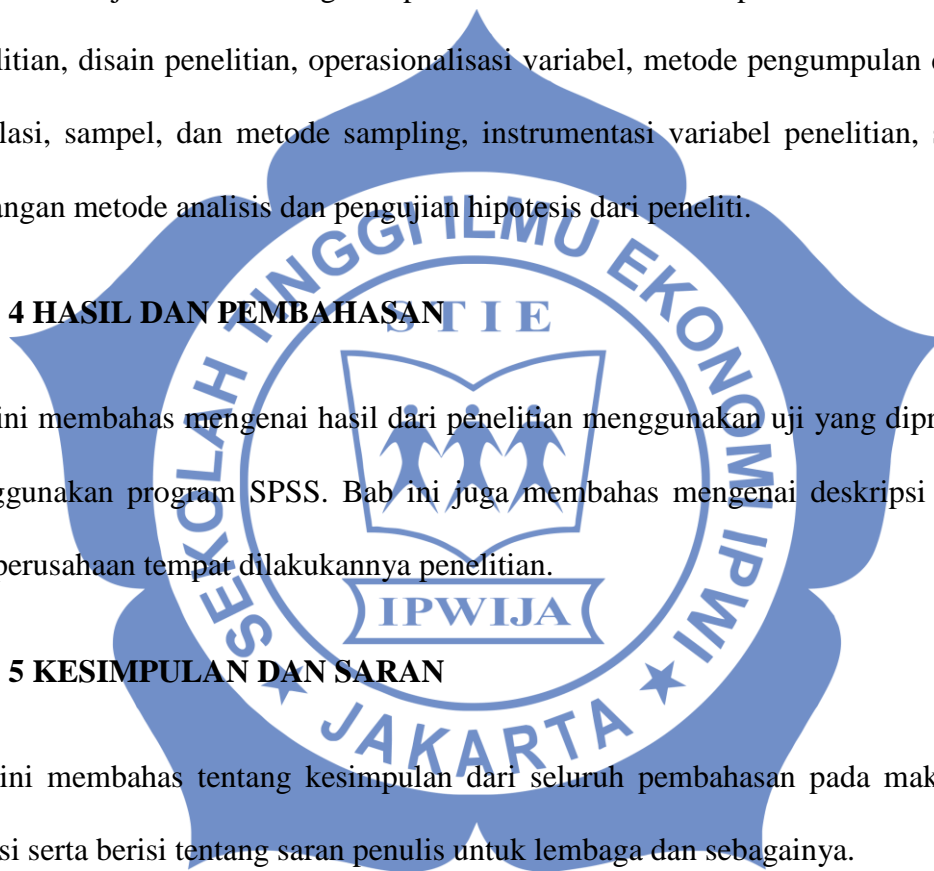 litian, disain penelitian, operasionalisasi variabel, metode pengumpulan
lasi, sampel, dan metode sampling, instrumentasi variabel penelitian,
angan metode analisis dan pengujian hipotesis dari peneliti.
SEKOLAH TINGGI ILMU EKONOMI IPWI
STIE
4 HASIL DAN PEMBAHASAN
ini membahas mengenai hasil dari penelitian menggunakan uji yang dipr
ggunakan program SPSS. Bab ini juga membahas mengenai deskripsi
perusahaan tempat dilakukannya penelitian.
IPWIJA
5 KESIMPULAN DAN SARAN
★ JAKARTA ★
ini membahas tentang kesimpulan dari seluruh pembahasan pada mak
si serta berisi tentang saran penulis untuk lembaga dan sebagainya.